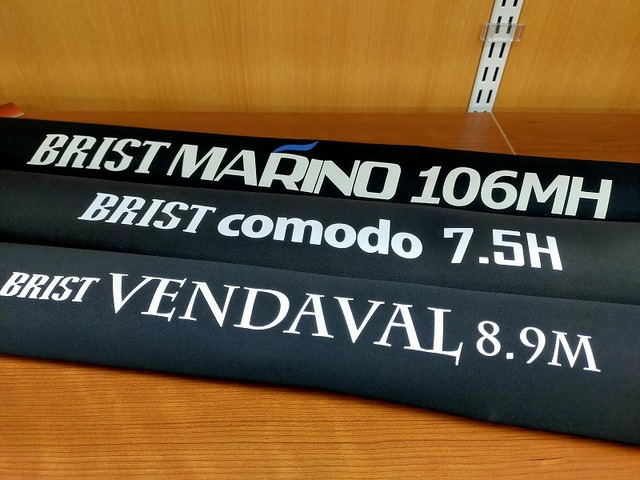 BRIST MARINO 106MH
BRIST comodo 7.5H
BRIST VENDAVAL 8.9M